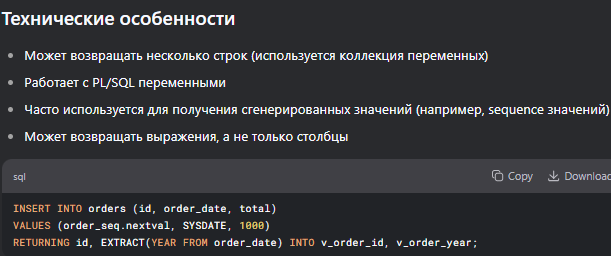 Технические особенности
Может возвращать несколько строк (используется коллекция переменных)
Работает с PL/SQL переменными
Часто используется для получения сгенерированных значений (например, sequence значений)
Может возвращать выражения, а не только столбцы
sql Copy Download
INSERT INTO orders (id, order_date, total)
VALUES (order_seq.nextval, SYSDATE, 1000)
RETURNING id, EXTRACT(YEAR FROM order_date) INTO v_order_id, v_order_year;